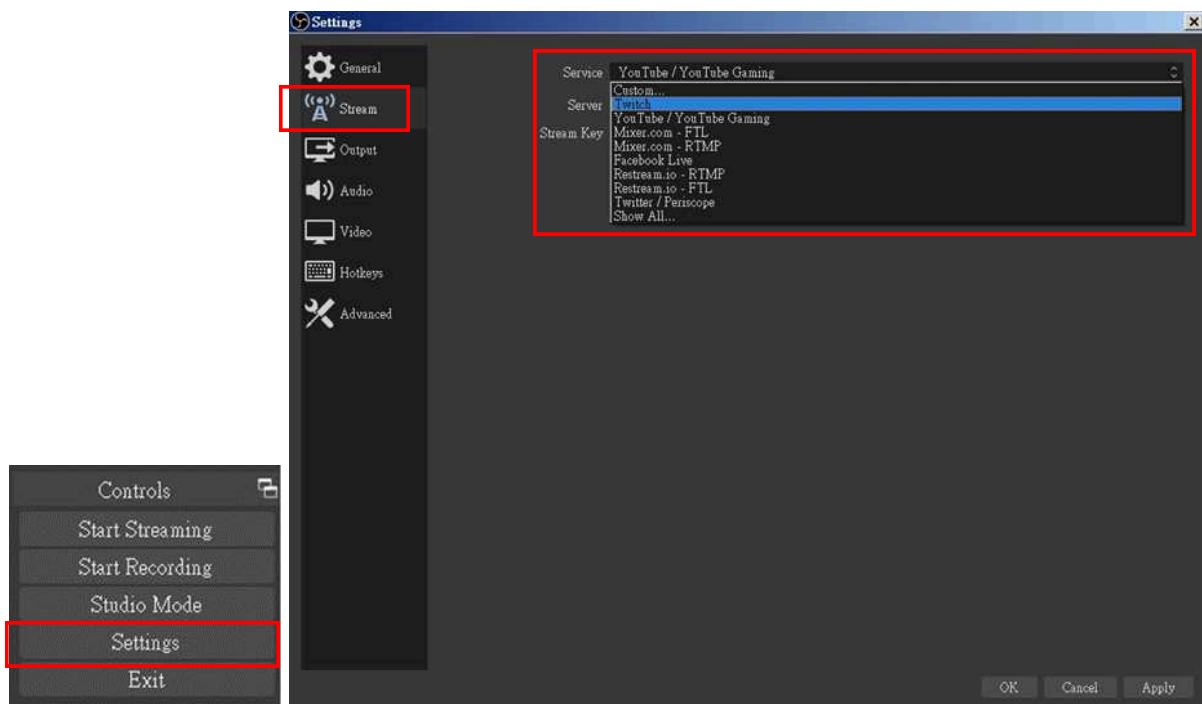 Settings
General
Stream
Output
Audio
Video
Hotkeys
Advanced
Service YouTube / YouTube Gaming
Server
Stream Key
Custom...
Twitch
YouTube / YouTube Gaming
Mixer.com - FTL
Mixer.com - RTMP
Facebook Live
Restream.io - RTMP
Restream.io - FTL
Twitter / Periscope
Show All...
OK Cancel Apply
Controls
Start Streaming
Start Recording
Studio Mode
Settings
Exit